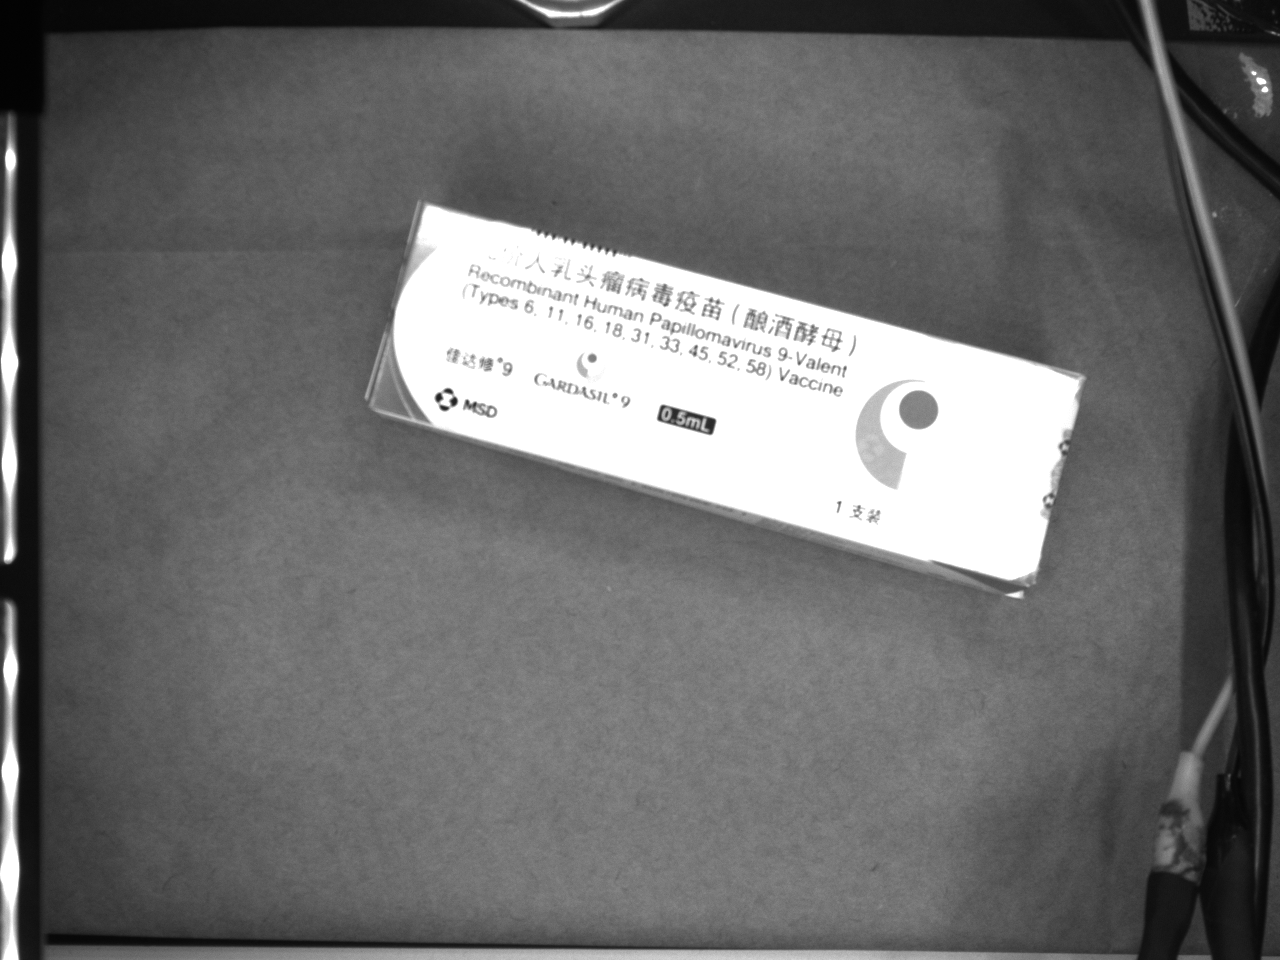 价人乳头瘤病毒疫苗(酿酒酵母)
Recombinant Human Papillomavirus 9-Valent
(Types 6, 11, 16, 18, 31, 33, 45, 52, 58) Vaccine
佳达修®9
GARDASIL®9
MSD
0.5mL
1 支装